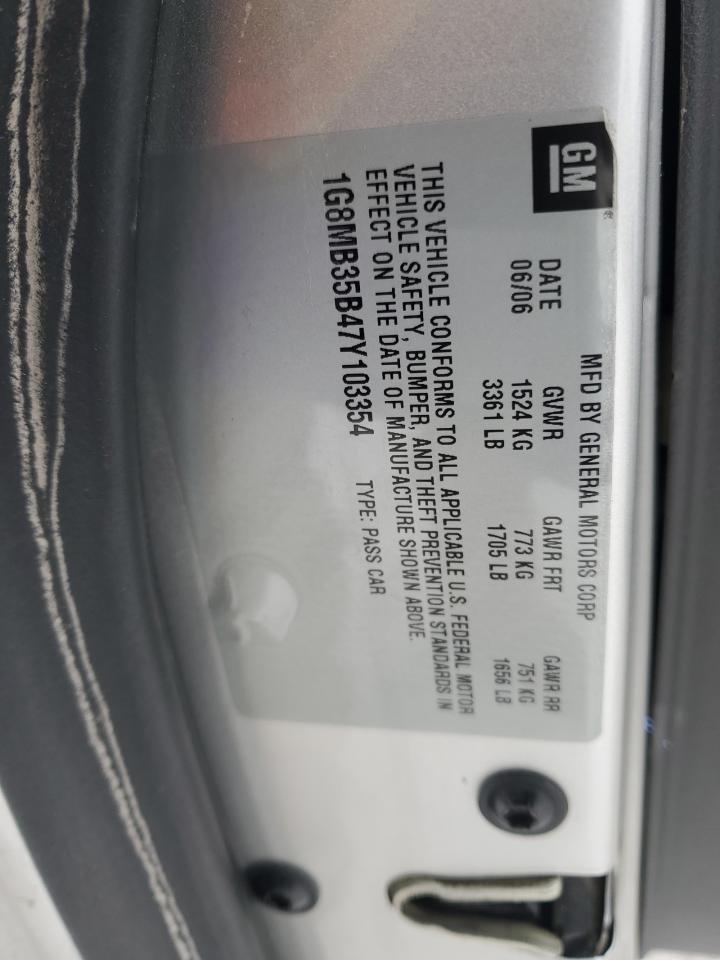 GM®
MFD BY GENERAL MOTORS CORP
DATE GVWR GAWR FRT GAWR RR
06/06 1524 KG 773 KG 751 KG
3361 LB 1705 LB 1656 LB
THIS VEHICLE CONFORMS TO ALL APPLICABLE U.S. FEDERAL MOTOR
VEHICLE SAFETY, BUMPER, AND THEFT PREVENTION STANDARDS IN
EFFECT ON THE DATE OF MANUFACTURE SHOWN ABOVE.
1G8MB35B47Y103354 TYPE: PASS CAR